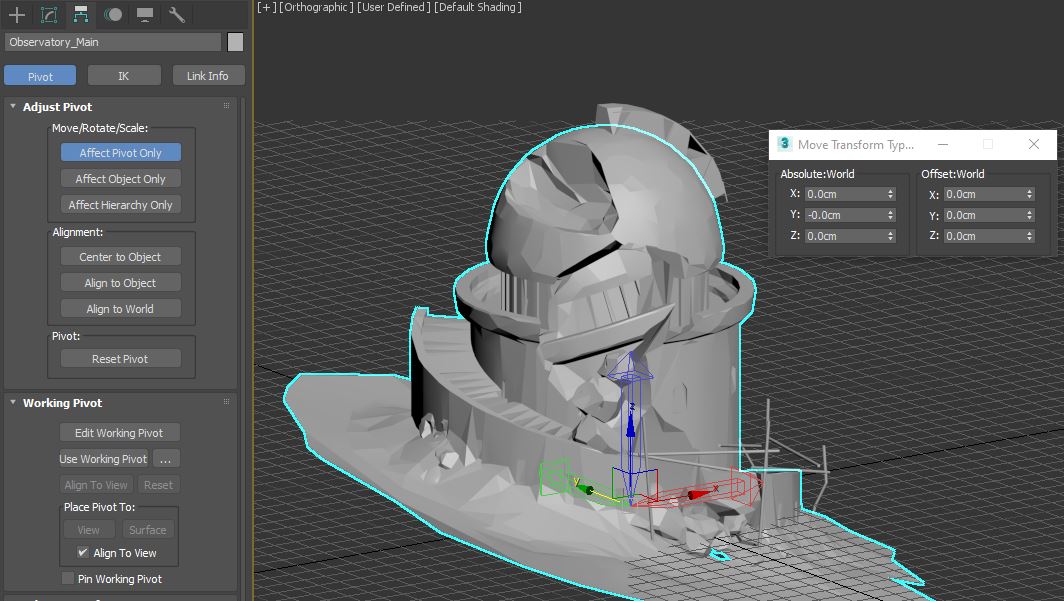 [+] [Orthographic ] [User Defined ] [Default Shading ]
Observatory_Main
Pivot IK Link Info
Adjust Pivot
Move/Rotate/Scale:
Affect Pivot Only
Affect Object Only
Affect Hierarchy Only
Alignment:
Center to Object
Align to Object
Align to World
Pivot:
Reset Pivot
Working Pivot
Edit Working Pivot
Use Working Pivot ...
Align To View Reset
Place Pivot To:
View Surface
Align To View
Pin Working Pivot
3 Move Transform Typ...
Absolute:World Offset:World
X: 0.0cm X: 0.0cm
Y: -0.0cm Y: 0.0cm
Z: 0.0cm Z: 0.0cm
z
y
x